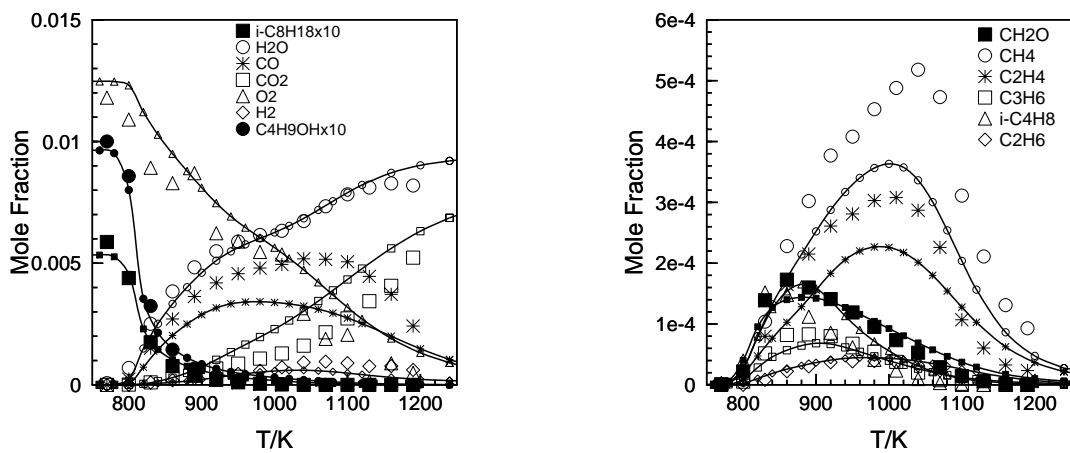 0.015
0.01
0.005
0
Mole Fraction
i-C8H18x10
H2O
CO
CO2
O2
H2
C4H9OHx10
800 900 1000 1100 1200
T/K
6e-4
5e-4
4e-4
3e-4
2e-4
1e-4
0
Mole Fraction
CH2O
CH4
C2H4
C3H6
i-C4H8
C2H6
800 900 1000 1100 1200
T/K